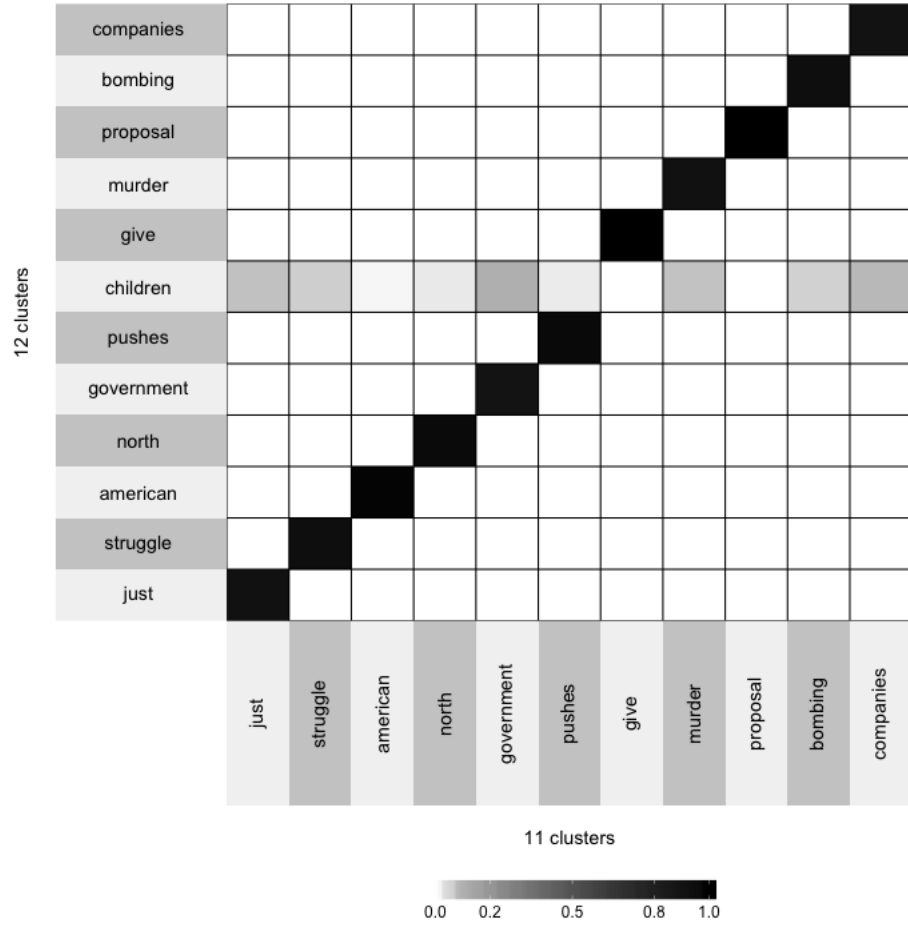 companies
bombing
proposal
murder
give
children
pushes
government
north
american
struggle
just
12 clusters
just
struggle
american
north
government
pushes
give
murder
proposal
bombing
companies
11 clusters
0.0 0.2 0.5 0.8 1.0